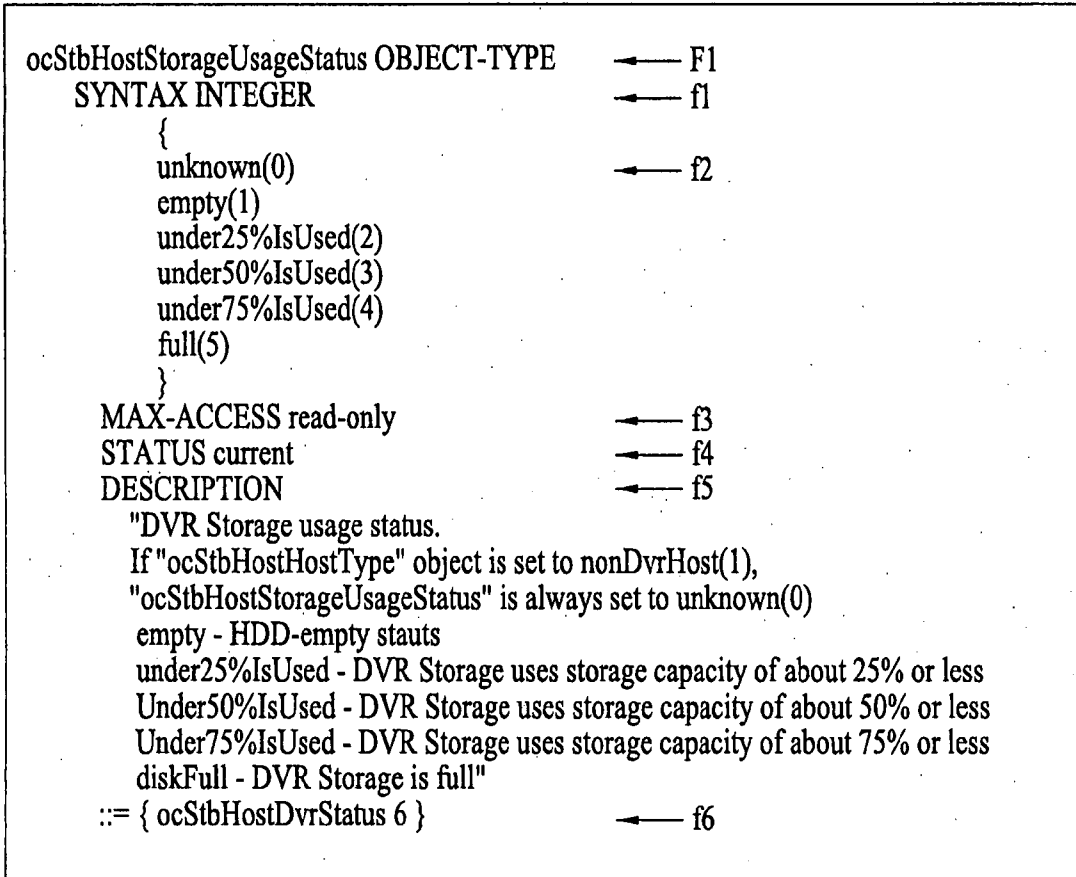 ocStbHostStorageUsageStatus OBJECT-TYPE F1
SYNTAX INTEGER f1
{
unknown(0) f2
empty(1)
under25%IsUsed(2)
under50%IsUsed(3)
under75%IsUsed(4)
full(5)
}
MAX-ACCESS read-only f3
STATUS current f4
DESCRIPTION f5
"DVR Storage usage status.
If "ocStbHostHostType" object is set to nonDvrHost(1),
"ocStbHostStorageUsageStatus" is always set to unknown(0)
empty - HDD-empty stauts
under25%IsUsed - DVR Storage uses storage capacity of about 25% or less
Under50%IsUsed - DVR Storage uses storage capacity of about 50% or less
Under75%IsUsed - DVR Storage uses storage capacity of about 75% or less
diskFull - DVR Storage is full"
::= { ocStbHostDvrStatus 6 } f6